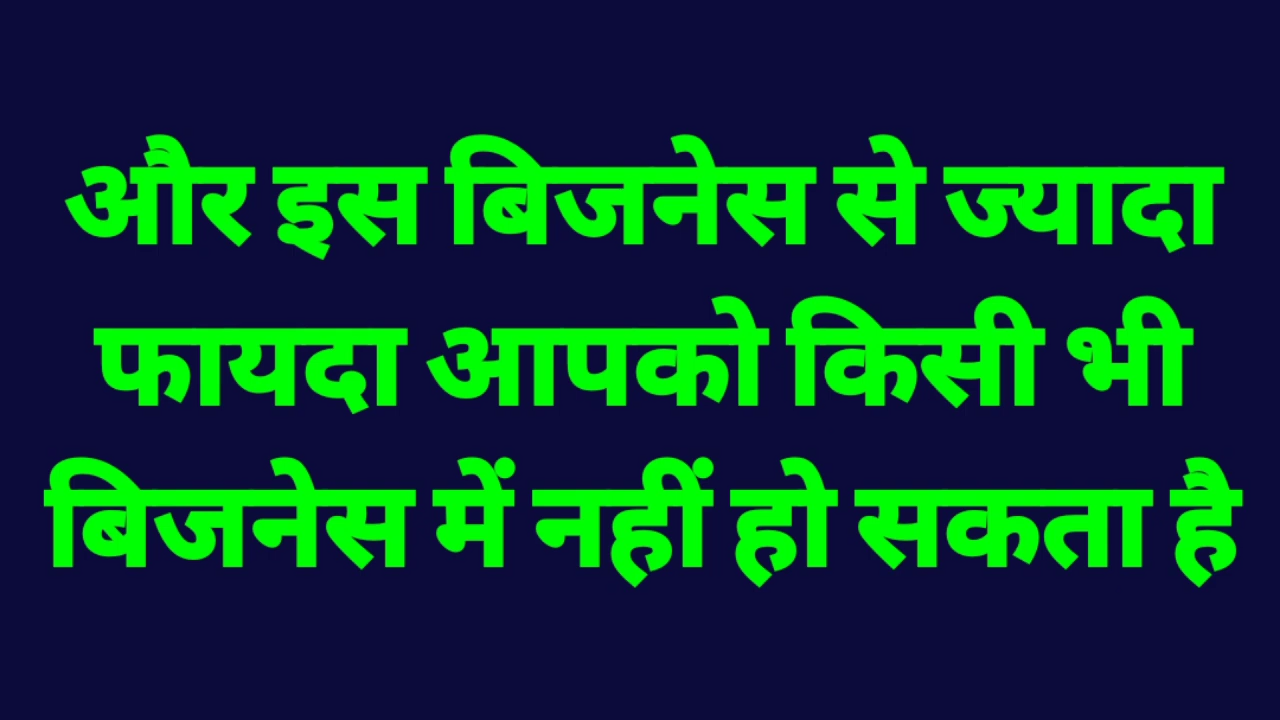 और इस बिजनेस से ज्यादा
फायदा आपको किसी भी
बिजनेस में नहीं हो सकता है